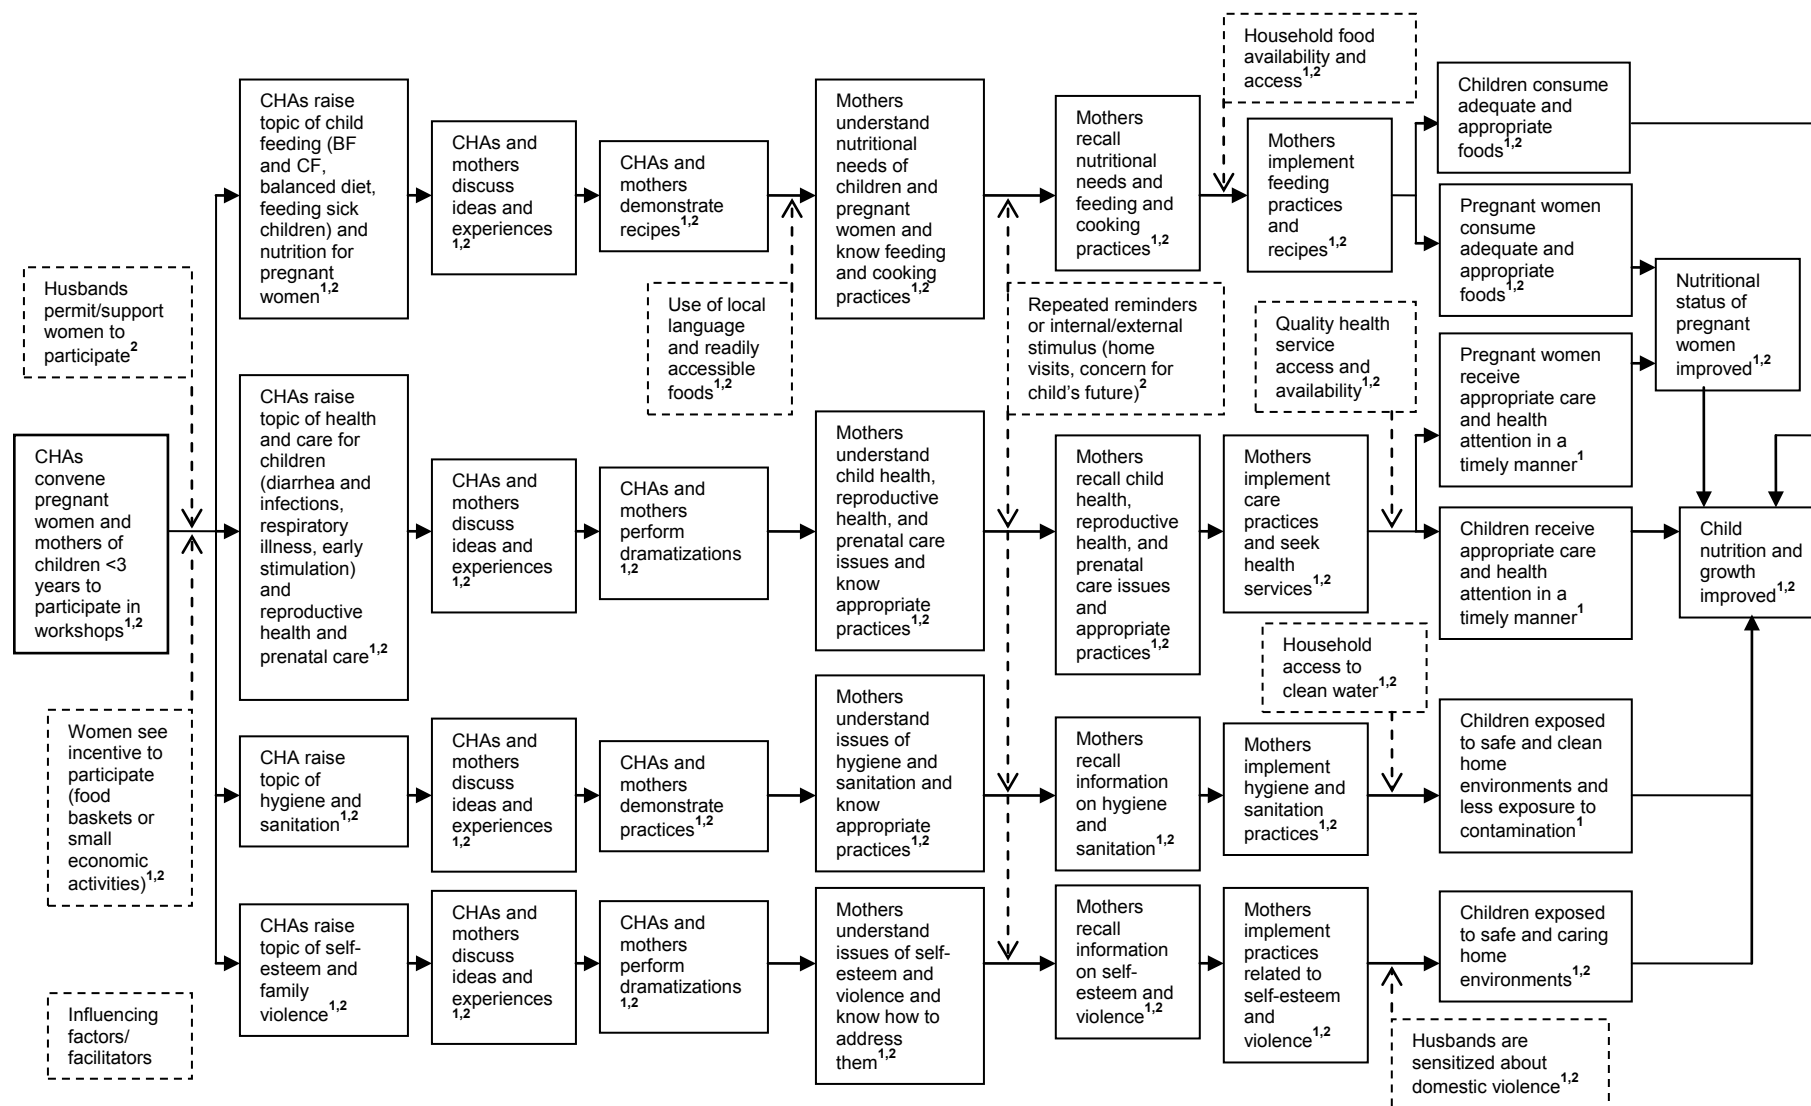 Household food
availability and
access1,2
CHAs raise
topic of child
feeding (BF
and CF,
balanced diet,
feeding sick
children) and
nutrition for
pregnant
women1,2
CHAs and
mothers
discuss
ideas and
experiences
1,2
CHAs and
mothers
demonstrate
recipes1,2
Mothers
understand
nutritional
needs of
children and
pregnant
women and
know feeding
and cooking
practices1,2
Mothers
recall
nutritional
needs and
feeding and
cooking
practices1,2
Mothers
implement
feeding
practices
and
recipes1,2
Children consume
adequate and
appropriate
foods1,2
Pregnant women
consume
adequate and
appropriate
foods1,2
Husbands
permit/support
women to
participate2
Use of local
language
and readily
accessible
foods1,2
Repeated reminders
or internal/external
stimulus (home
visits, concern for
child’s future)2
Quality health
service
access and
availability1,2
Pregnant women
receive
appropriate care
and health
attention in a
timely manner1
Nutritional
status of
pregnant
women
improved1,2
CHAs
convene
pregnant
women and
mothers of
children <3
years to
participate in
workshops1,2
CHAs raise
topic of health
and care for
children
(diarrhea and
infections,
respiratory
illness, early
stimulation) and
reproductive
health and
prenatal care1,2
CHAs and
mothers
discuss
ideas and
experiences
1,2
CHAs and
mothers
perform
dramatizations
1,2
Mothers
understand
child health,
reproductive
health, and
prenatal care
issues and
know
appropriate
practices1,2
Mothers
recall child
health,
reproductive
health, and
prenatal
care issues
and
appropriate
practices1,2
Mothers
implement
care
practices
and seek
health
services1,2
Children receive
appropriate care
and health
attention in a
timely manner1
Child
nutrition and
growth
improved1,2
Household
access to
clean water1,2
Women see
incentive to
participate
(food
baskets or
small
economic
activities)1,2
CHA raise
topic of
hygiene and
sanitation1,2
CHAs and
mothers
discuss
ideas and
experiences
1,2
CHAs and
mothers
demonstrate
practices1,2
Mothers
understand
issues of
hygiene and
sanitation and
know
appropriate
practices1,2
Mothers
recall
information
on hygiene
and
sanitation1,2
Mothers
implement
hygiene and
sanitation
practices1,2
Children exposed
to safe and clean
home
environments and
less exposure to
contamination1
CHAs raise
topic of self-
esteem and
family
violence1,2
CHAs and
mothers
discuss
ideas and
experiences
1,2
CHAs and
mothers
perform
dramatizations
1,2
Mothers
understand
issues of self-
esteem and
violence and
know how to
address
them1,2
Mothers
recall
information
on self-
esteem and
violence1,2
Mothers
implement
practices
related to
self-esteem
and
violence1,2
Children exposed
to safe and caring
home
environments1,2
Influencing
factors/
facilitators
Husbands are
sensitized about
domestic violence1,2